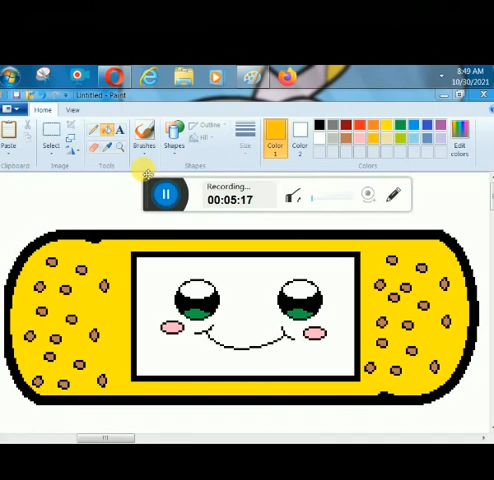 8:49 AM
10/30/2021
Untitled - Paint
Home View
Paste
Select
Brushes
Shapes
Outline
Fill
Size
Color 1
Color 2
Edit colors
Clipboard
Image
Tools
Shapes
Colors
Recording...
00:05:17